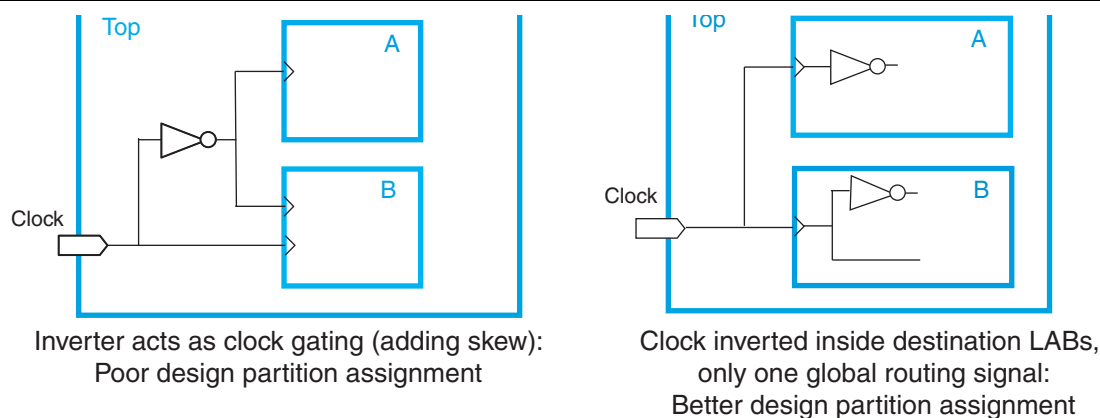 Top
A
B
Clock
Inverter acts as clock gating (adding skew):
Poor design partition assignment
Top
A
Clock
B
Clock inverted inside destination LABs,
only one global routing signal:
Better design partition assignment